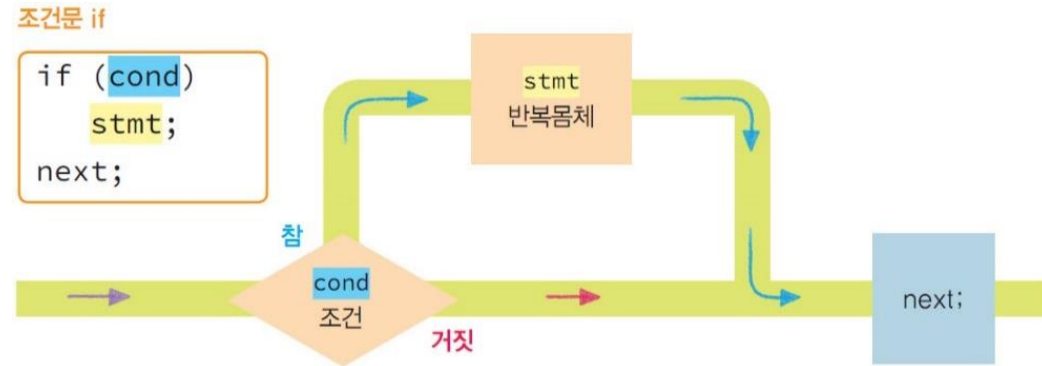 조건문 if
if (cond)
stmt;
next;
stmt
반복몸체
참
cond
조건
거짓
next;